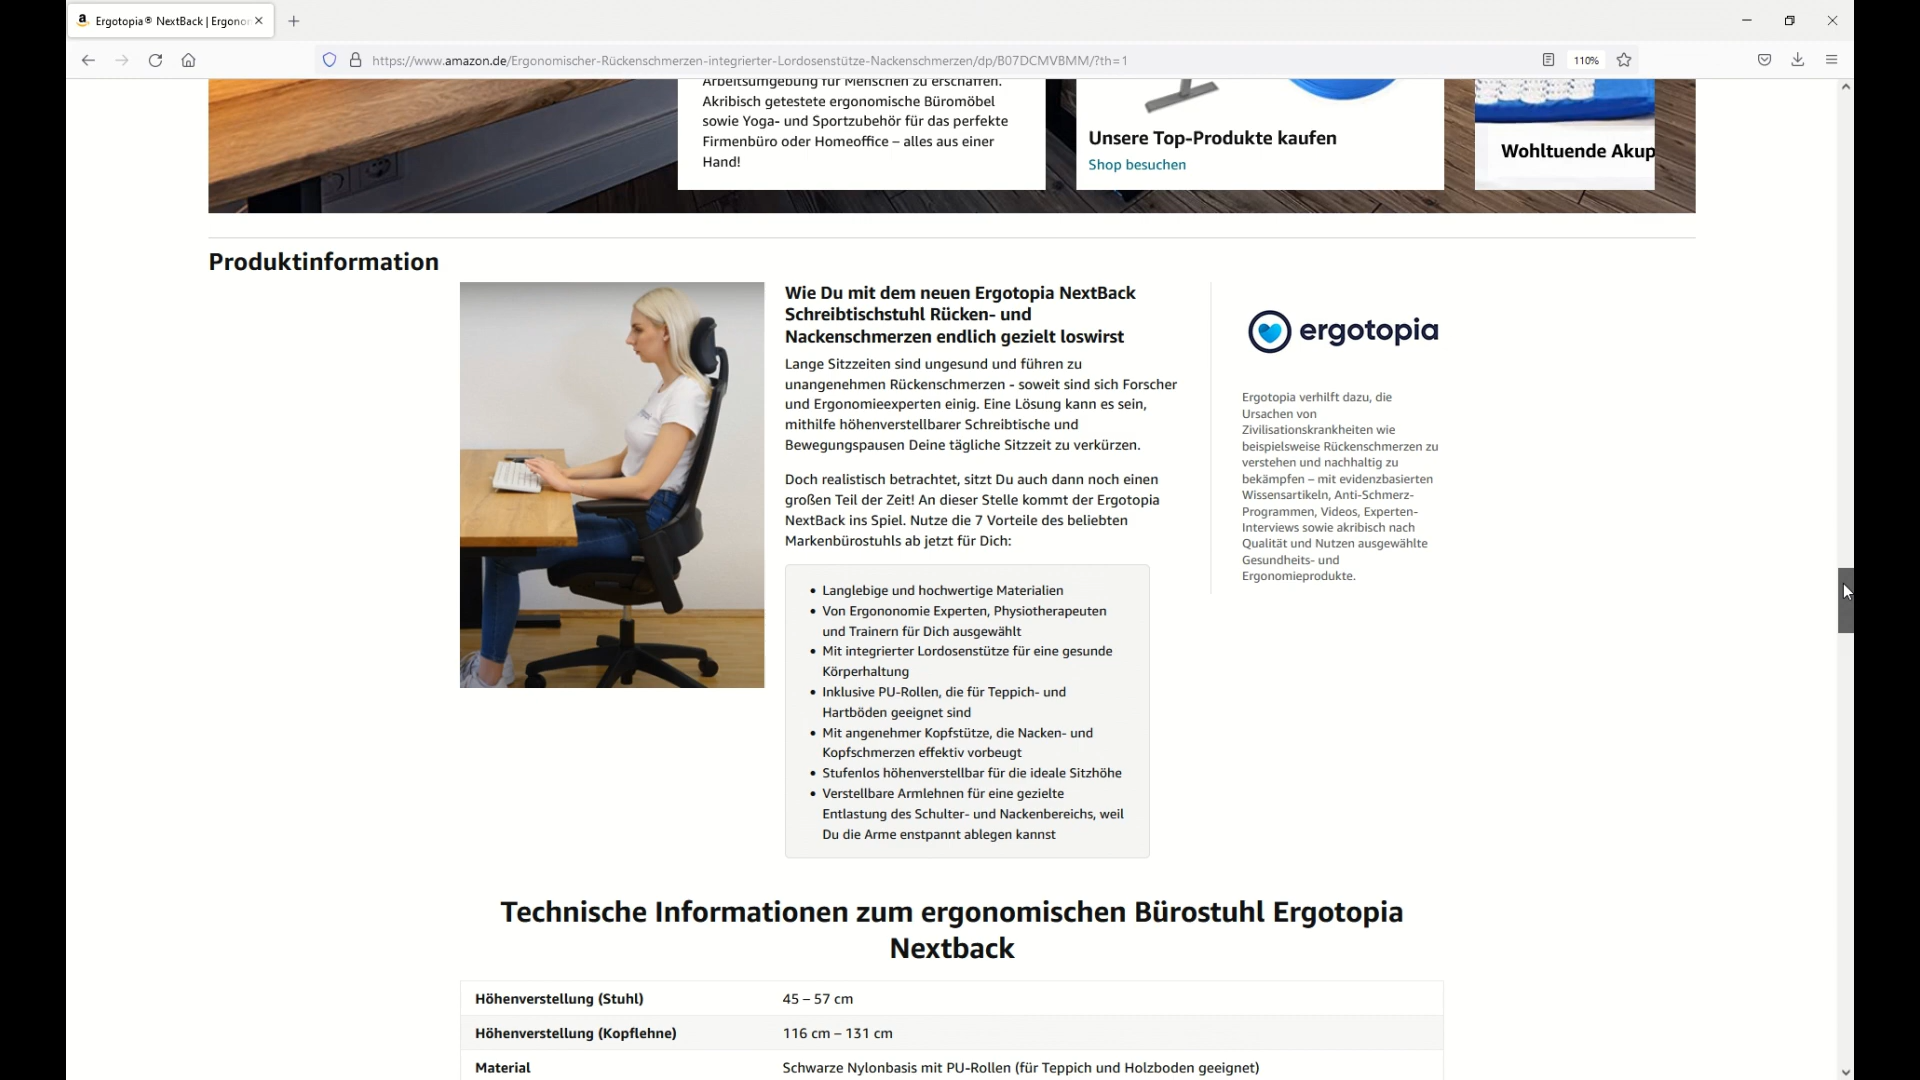 Ergotopia® NextBack | Ergonor
https://www.amazon.de/Ergonomischer-Rückenschmerzen-integrierter-Lordosenstütze-Nackenschmerzen/dp/B07DCMVBMM/?th=1
110%
Arbeitsumgebung für Menschen zu erschaffen.
Akribisch getestete ergonomische Büromöbel
sowie Yoga- und Sportzubehör für das perfekte
Firmenbüro oder Homeoffice – alles aus einer
Hand!
Unsere Top-Produkte kaufen
Shop besuchen
Wohltuende Akup
Produktinformation
Wie Du mit dem neuen Ergotopia NextBack
Schreibtischstuhl Rücken- und
Nackenschmerzen endlich gezielt loswirst
Lange Sitzzeiten sind ungesund und führen zu
unangenehmen Rückenschmerzen - soweit sind sich Forscher
und Ergonomieexperten einig. Eine Lösung kann es sein,
mithilfe höhenverstellbarer Schreibtische und
Bewegungspausen Deine tägliche Sitzzeit zu verkürzen.
Doch realistisch betrachtet, sitzt Du auch dann noch einen
großen Teil der Zeit! An dieser Stelle kommt der Ergotopia
NextBack ins Spiel. Nutze die 7 Vorteile des beliebten
Markenbürostuhls ab jetzt für Dich:
• Langlebige und hochwertige Materialien
• Von Ergononomie Experten, Physiotherapeuten
und Trainern für Dich ausgewählt
• Mit integrierter Lordosenstütze für eine gesunde
Körperhaltung
• Inklusive PU-Rollen, die für Teppich- und
Hartböden geeignet sind
• Mit angenehmer Kopfstütze, die Nacken- und
Kopfschmerzen effektiv vorbeugt
• Stufenlos höhenverstellbar für die ideale Sitzhöhe
• Verstellbare Armlehnen für eine gezielte
Entlastung des Schulter- und Nackenbereichs, weil
Du die Arme enstpannt ablegen kannst
ergotopia
Ergotopia verhilft dazu, die
Ursachen von
Zivilisationskrankheiten wie
beispielsweise Rückenschmerzen zu
verstehen und nachhaltig zu
bekämpfen – mit evidenzbasierten
Wissensartikeln, Anti-Schmerz-
Programmen, Videos, Experten-
Interviews sowie akribisch nach
Qualität und Nutzen ausgewählte
Gesundheits- und
Ergonomieprodukte.
Technische Informationen zum ergonomischen Bürostuhl Ergotopia
Nextback
Höhenverstellung (Stuhl) 45 – 57 cm
Höhenverstellung (Kopflehne) 116 cm – 131 cm
Material Schwarze Nylonbasis mit PU-Rollen (für Teppich und Holzboden geeignet)